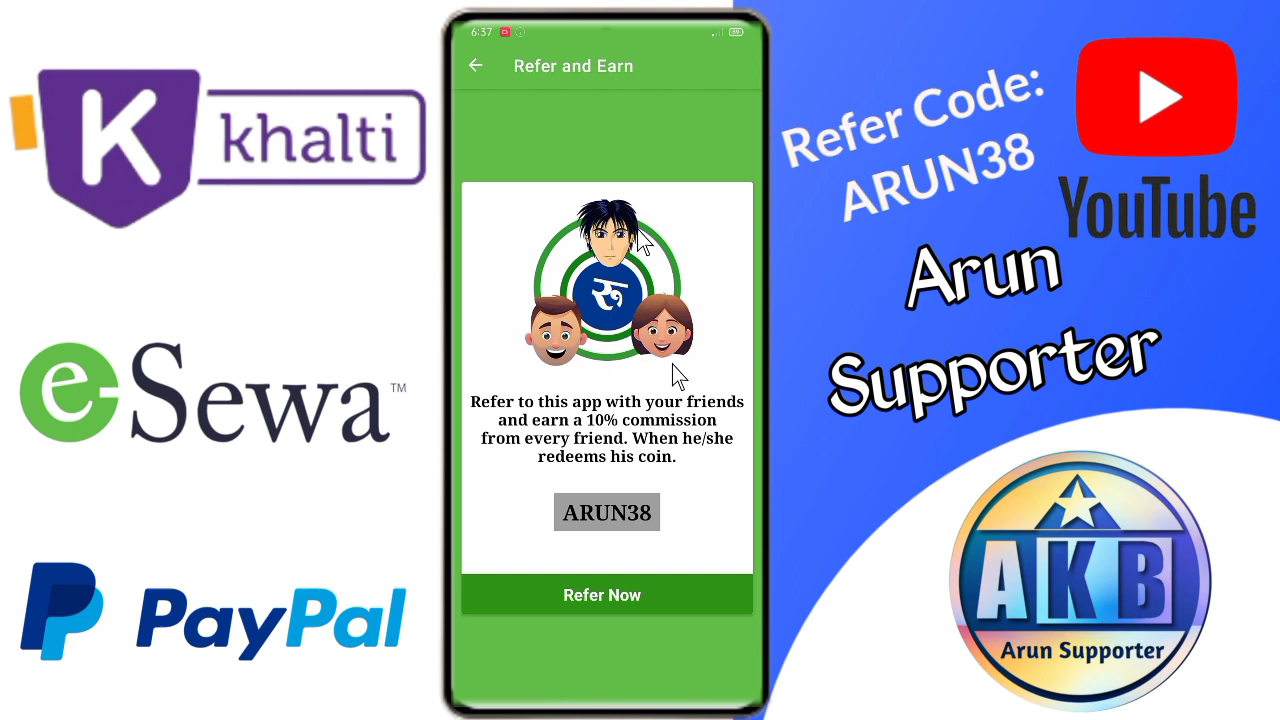 K khalti
e-Sewa™
PayPal
6:37
69
Refer and Earn
रु
Refer to this app with your friends
and earn a 10% commission
from every friend. When he/she
redeems his coin.
ARUN38
Refer Now
Refer Code:
ARUN38
YouTube
Arun
Supporter
AKB
Arun Supporter